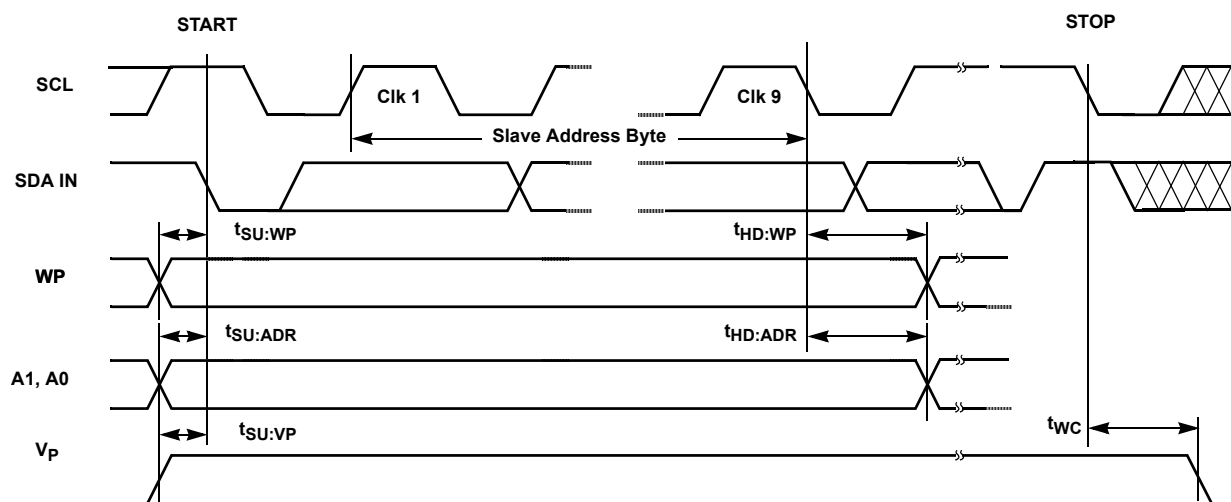 START
STOP
SCL
Clk 1
Clk 9
Slave Address Byte
SDA IN
tSU:WP
tHD:WP
WP
tSU:ADR
tHD:ADR
A1, A0
tSU:VP
tWC
VP